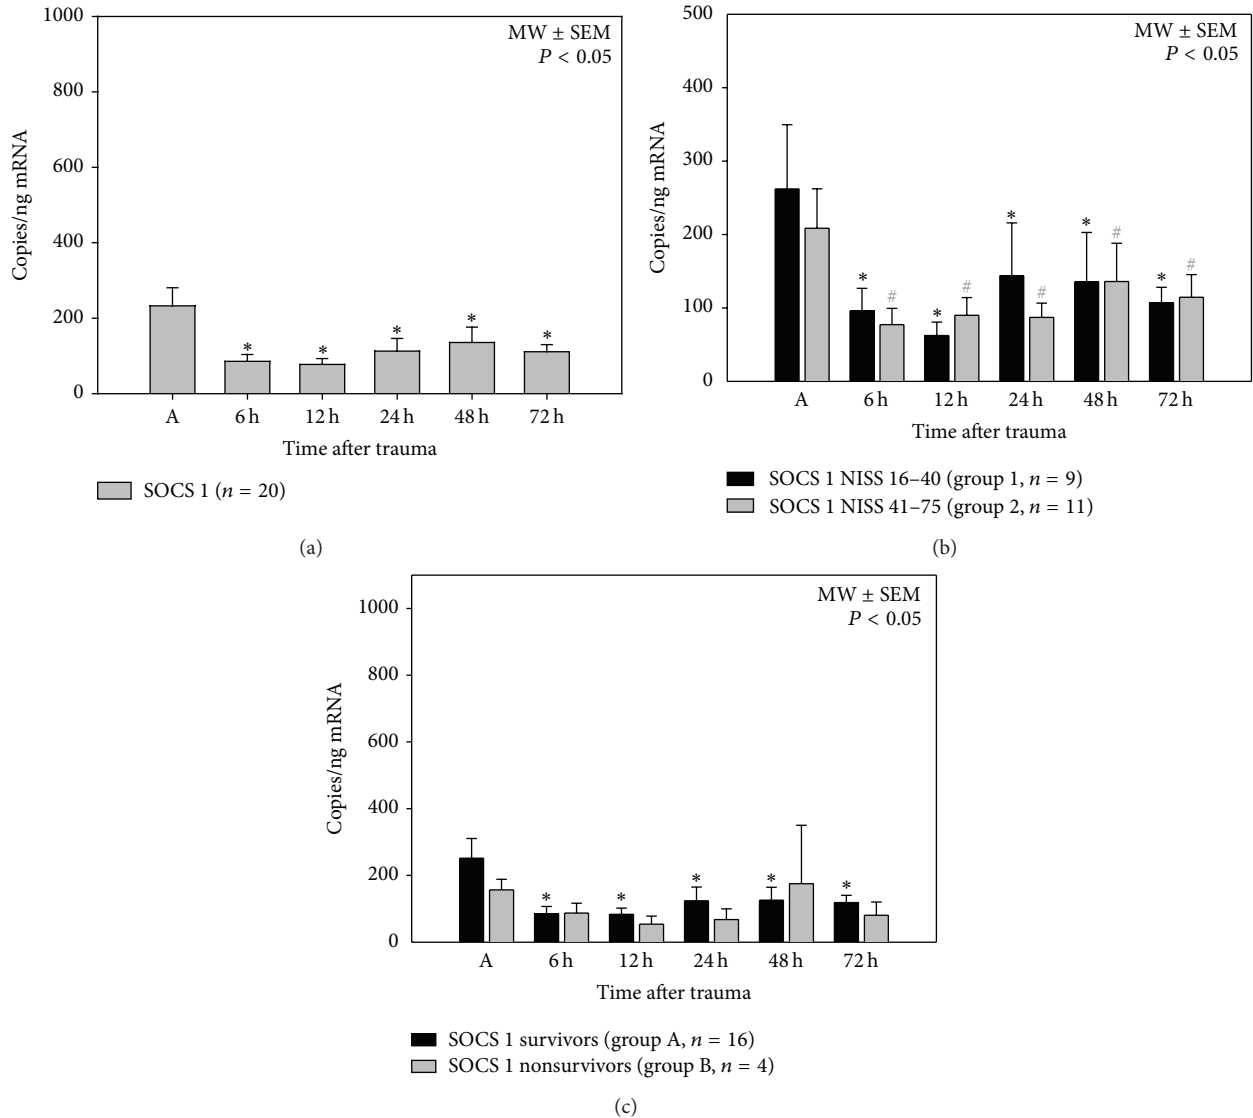 1000
800
600
400
200
0
Copies/ng mRNA
MW ± SEM
P < 0.05
* * * * *
A 6 h 12 h 24 h 48 h 72 h
Time after trauma
SOCS 1 (n = 20)
(a)
500
400
300
200
100
0
Copies/ng mRNA
MW ± SEM
P < 0.05
* # * # * # * # * #
A 6 h 12 h 24 h 48 h 72 h
Time after trauma
SOCS 1 NISS 16–40 (group 1, n = 9)
SOCS 1 NISS 41–75 (group 2, n = 11)
(b)
1000
800
600
400
200
0
Copies/ng mRNA
MW ± SEM
P < 0.05
* * * * *
A 6 h 12 h 24 h 48 h 72 h
Time after trauma
SOCS 1 survivors (group A, n = 16)
SOCS 1 nonsurvivors (group B, n = 4)
(c)